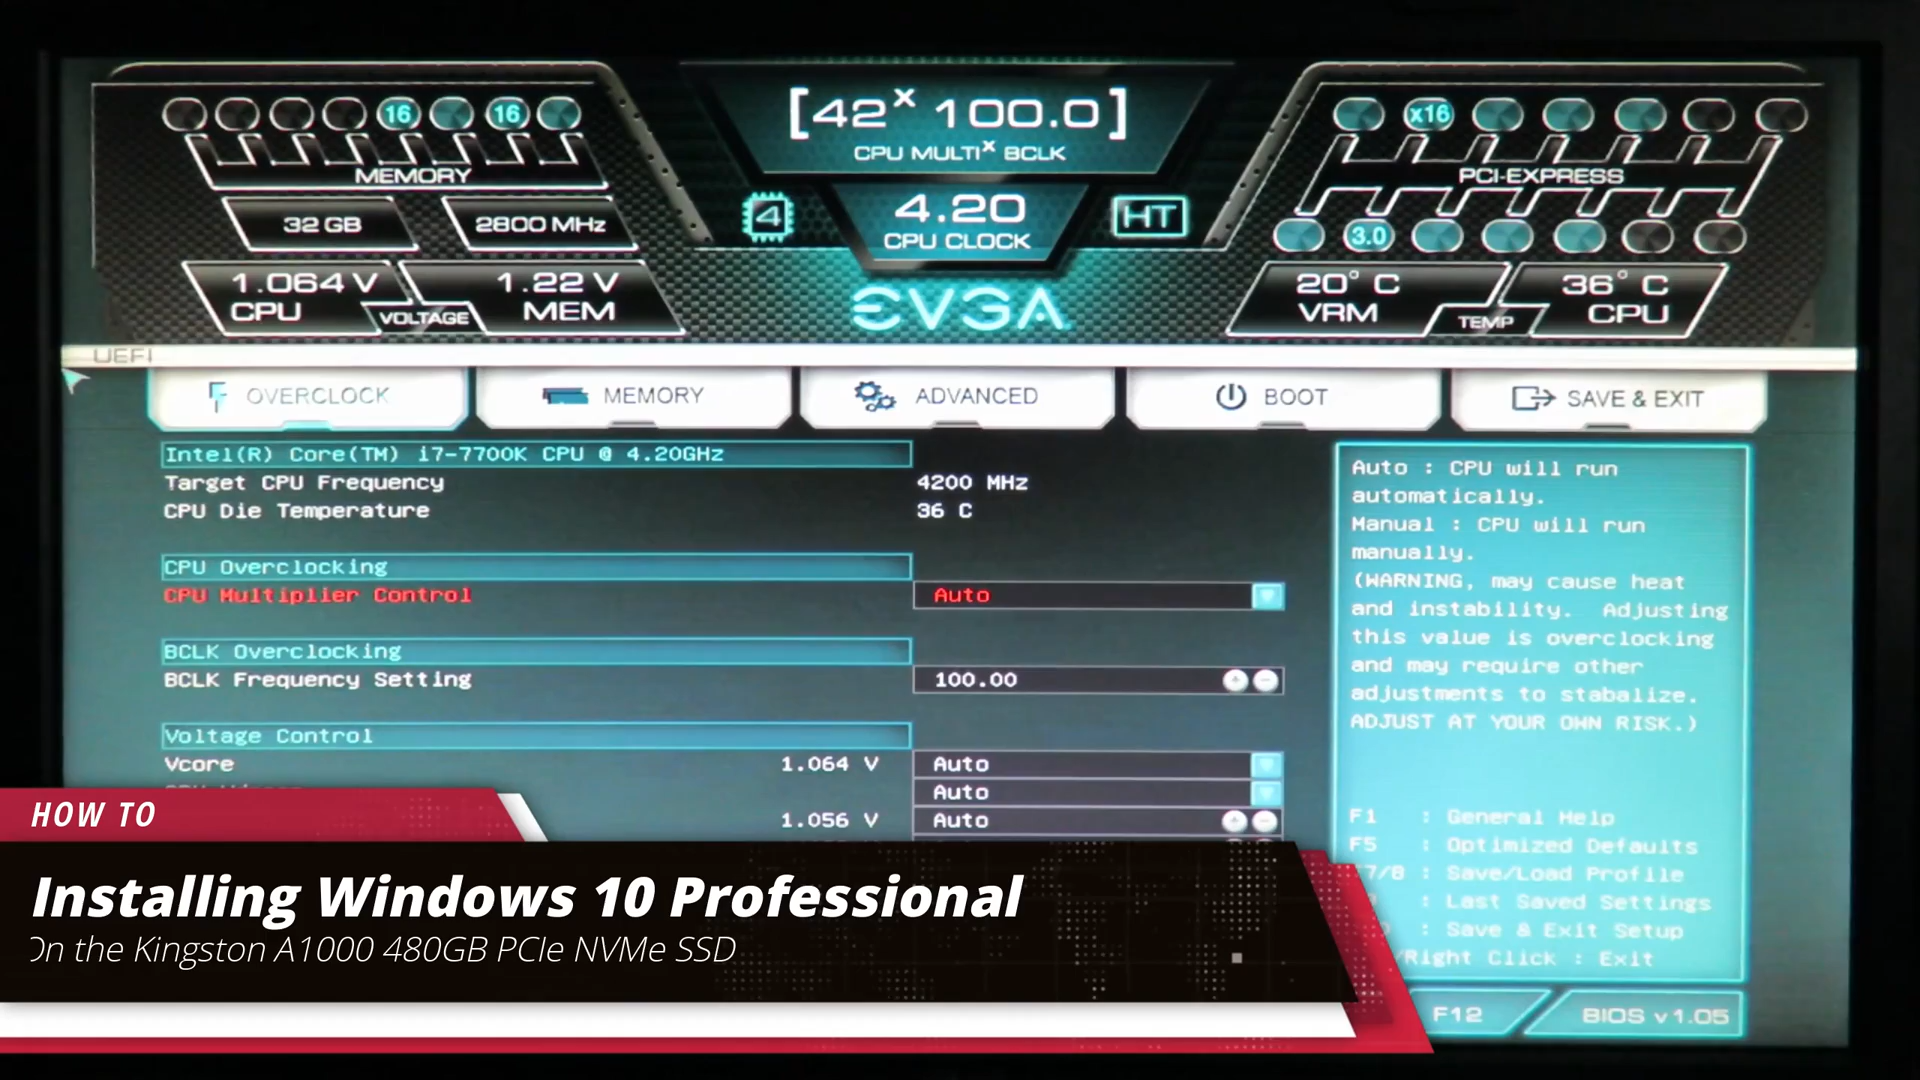 16 16
MEMORY
32 GB 2800 MHz
1.064 V CPU VOLTAGE 1.22 V MEM
[42x 100.0]
CPU MULTIx BCLK
4 4.20 HT
CPU CLOCK
EVGA
x16
PCI-EXPRESS
3.0
20° C VRM TEMP 36° C CPU
UEFI
OVERCLOCK MEMORY ADVANCED BOOT SAVE & EXIT
Intel(R) Core(TM) i7-7700K CPU @ 4.20GHz
Target CPU Frequency 4200 MHz
CPU Die Temperature 36 C
CPU Overclocking
CPU Multiplier Control Auto
BCLK Overclocking
BCLK Frequency Setting 100.00
Voltage Control
Vcore 1.064 V Auto
Auto
1.056 V Auto
Auto : CPU will run
automatically.
Manual : CPU will run
manually.
(WARNING, may cause heat
and instability. Adjusting
this value is overclocking
and may require other
adjustments to stabalize.
ADJUST AT YOUR OWN RISK.)
F1 : General Help
F5 : Optimized Defaults
7/8 : Save/Load Profile
: Last Saved Settings
: Save & Exit Setup
/Right Click : Exit
F12 BIOS v1.05
HOW TO
Installing Windows 10 Professional
On the Kingston A1000 480GB PCIe NVMe SSD